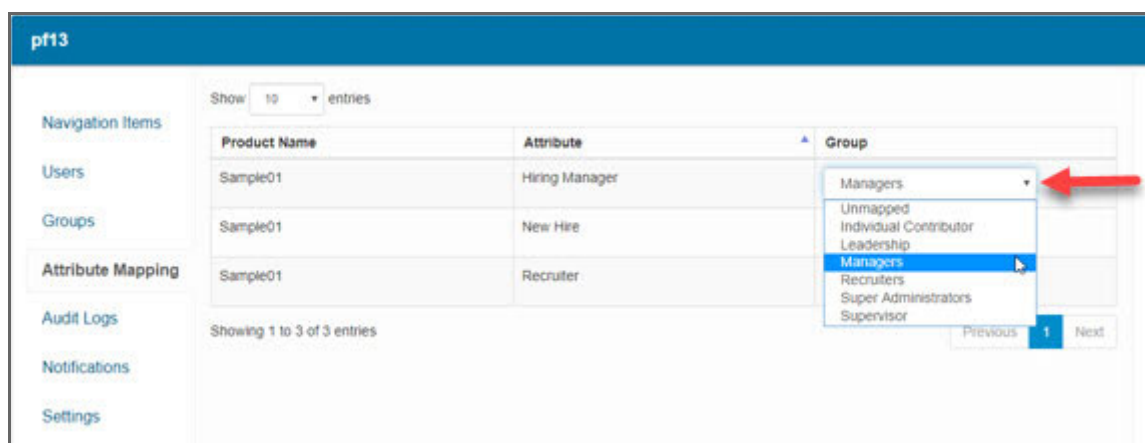 pf13
Show 10 entries
Navigation Items
Users
Groups
Attribute Mapping
Audit Logs
Notifications
Settings
Product Name Attribute Group
Sample01 Hiring Manager Managers
Sample01 New Hire
Sample01 Recruiter
Unmapped
Individual Contributor
Leadership
Managers
Recruiters
Super Administrators
Supervisor
Showing 1 to 3 of 3 entries
Previous 1 Next